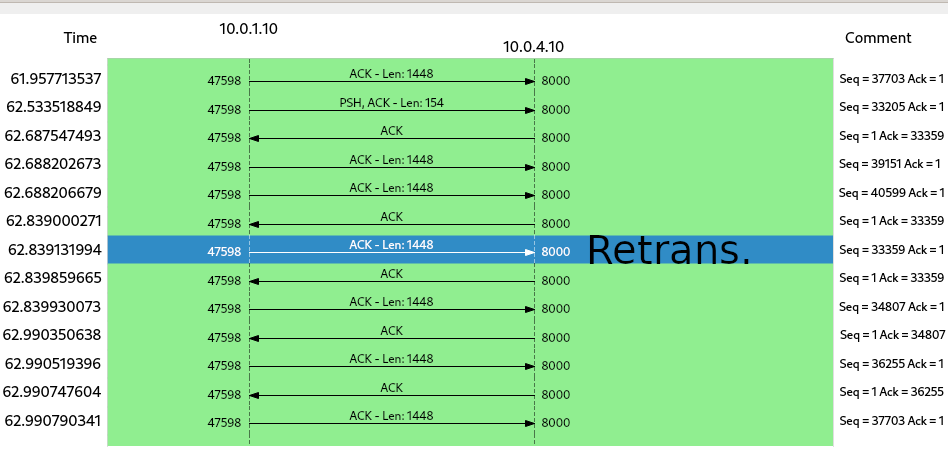 10.0.1.10
Time 10.0.4.10 Comment
61.957713537 47598 ACK - Len: 1448 8000 Seq = 37703 Ack = 1
62.533518849 47598 PSH, ACK - Len: 154 8000 Seq = 33205 Ack = 1
62.687547493 47598 ACK 8000 Seq = 1 Ack = 33359
62.688202673 47598 ACK - Len: 1448 8000 Seq = 39151 Ack = 1
62.688206679 47598 ACK - Len: 1448 8000 Seq = 40599 Ack = 1
62.839000271 47598 ACK 8000 Seq = 1 Ack = 33359
62.839131994 47598 ACK - Len: 1448 8000 Retrans. Seq = 33359 Ack = 1
62.839859665 47598 ACK 8000 Seq = 1 Ack = 33359
62.839930073 47598 ACK - Len: 1448 8000 Seq = 34807 Ack = 1
62.990350638 47598 ACK 8000 Seq = 1 Ack = 34807
62.990519396 47598 ACK - Len: 1448 8000 Seq = 36255 Ack = 1
62.990747604 47598 ACK 8000 Seq = 1 Ack = 36255
62.990790341 47598 ACK - Len: 1448 8000 Seq = 37703 Ack = 1